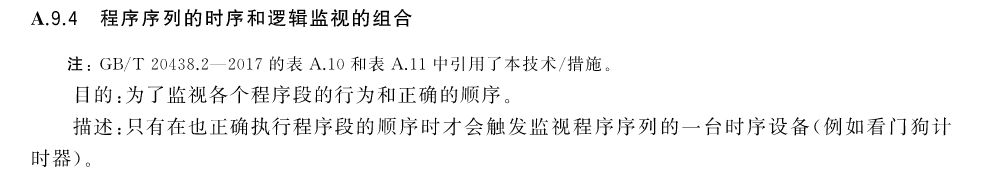 A.9.4 程序序列的时序和逻辑监视的组合
注：GB/T 20438.2—2017 的表 A.10 和表 A.11 中引用了本技术/措施。
目的：为了监视各个程序段的行为和正确的顺序。
描述：只有在也正确执行程序段的顺序时才会触发监视程序序列的一台时序设备(例如看门狗计
时器)。